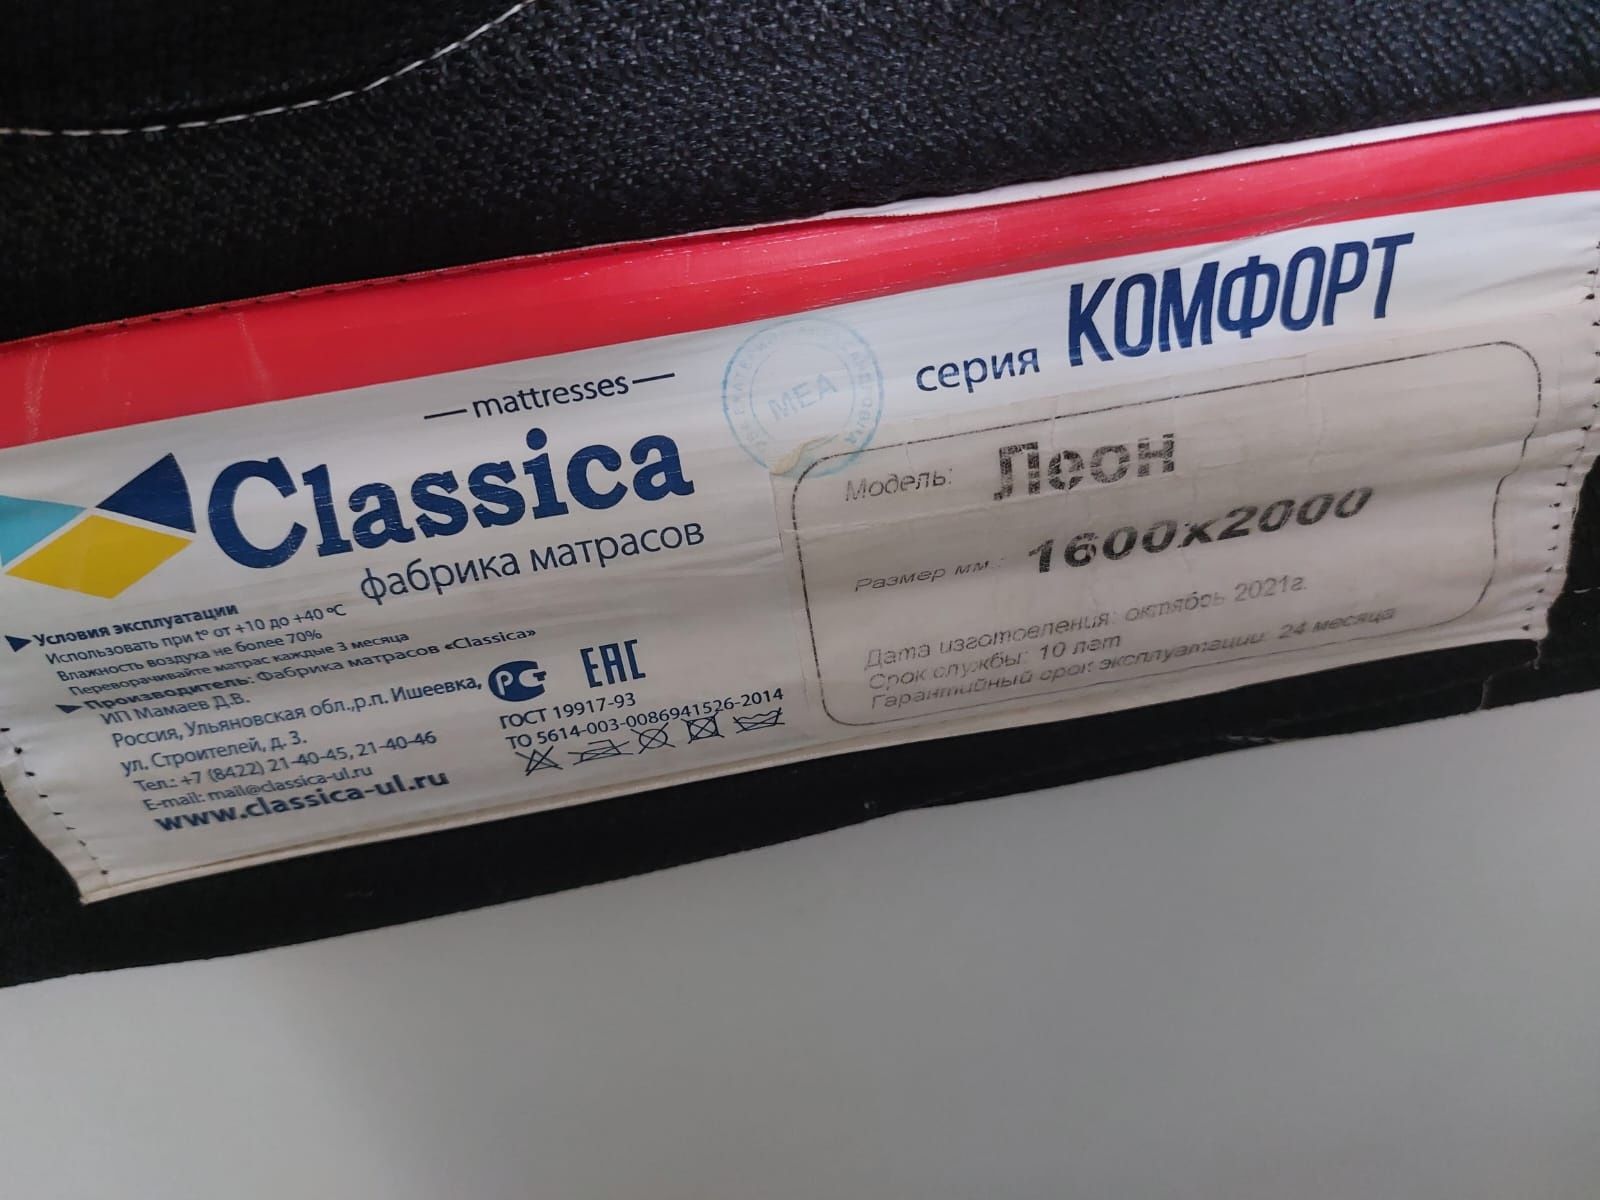 mattresses
Classica
фабрика матрасов
серия КОМФОРТ
МЕА
Модель: Леон
Размер мм.: 1600x2000
Дата изготовления: октябрь 2021г.
Срок службы: 10 лет
Гарантийный срок эксплуатации: 24 месяца
Условия эксплуатации
Использовать при t° от +10 до +40 °C
Влажность воздуха не более 70%
Переворачивайте матрас каждые 3 месяца
Производитель: Фабрика матрасов «Classica»
ИП Мамаев Д.В.
Россия, Ульяновская обл.,р.п. Ишеевка,
ул. Строителей, д. 3.
Тел.: +7 (8422) 21-40-45, 21-40-46
E-mail: mail@classica-ul.ru
www.classica-ul.ru
РСТ EAC
ГОСТ 19917-93
ТО 5614-003-0086941526-2014